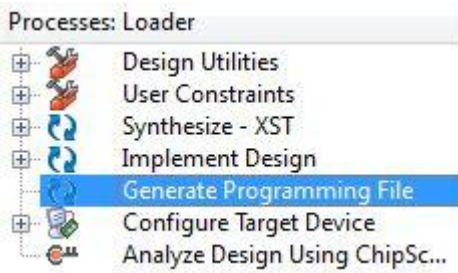 Processes: Loader
Design Utilities
User Constraints
Synthesize - XST
Implement Design
Generate Programming File
Configure Target Device
Analyze Design Using ChipSc...